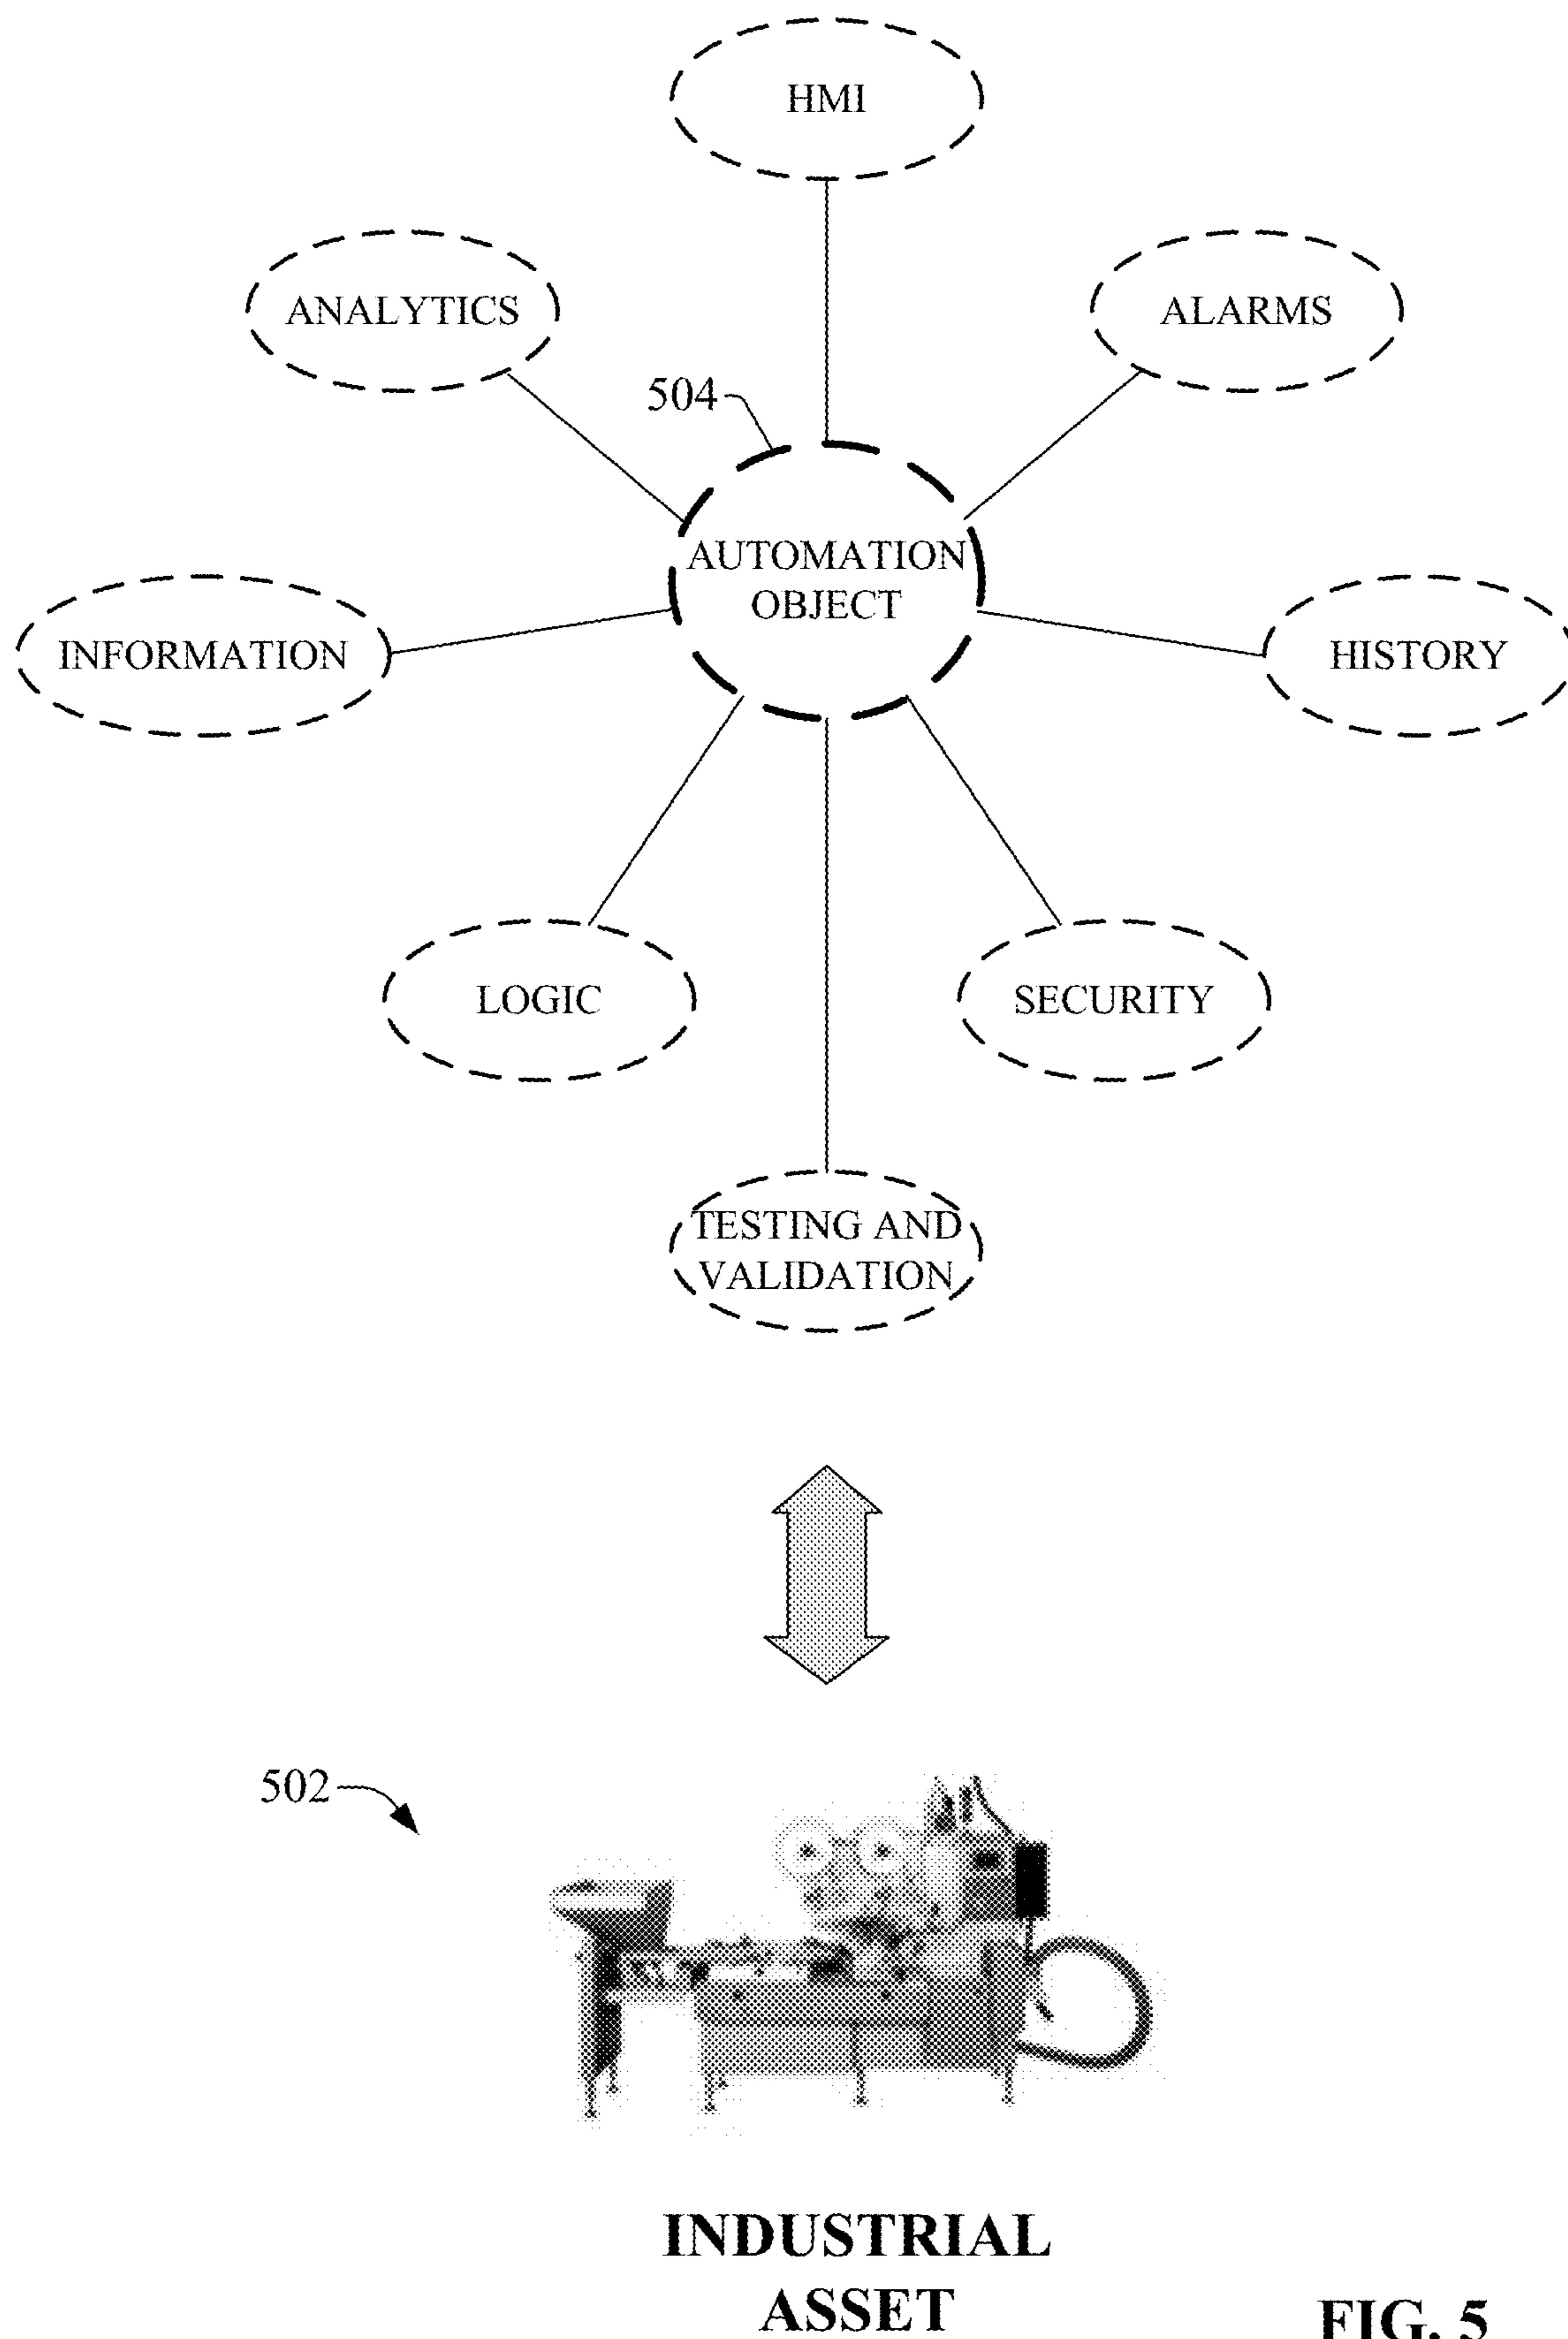 HMI
ANALYTICS
ALARMS
504
AUTOMATION
OBJECT
INFORMATION
HISTORY
LOGIC
SECURITY
TESTING AND
VALIDATION
502
INDUSTRIAL
ASSET
FIG. 5